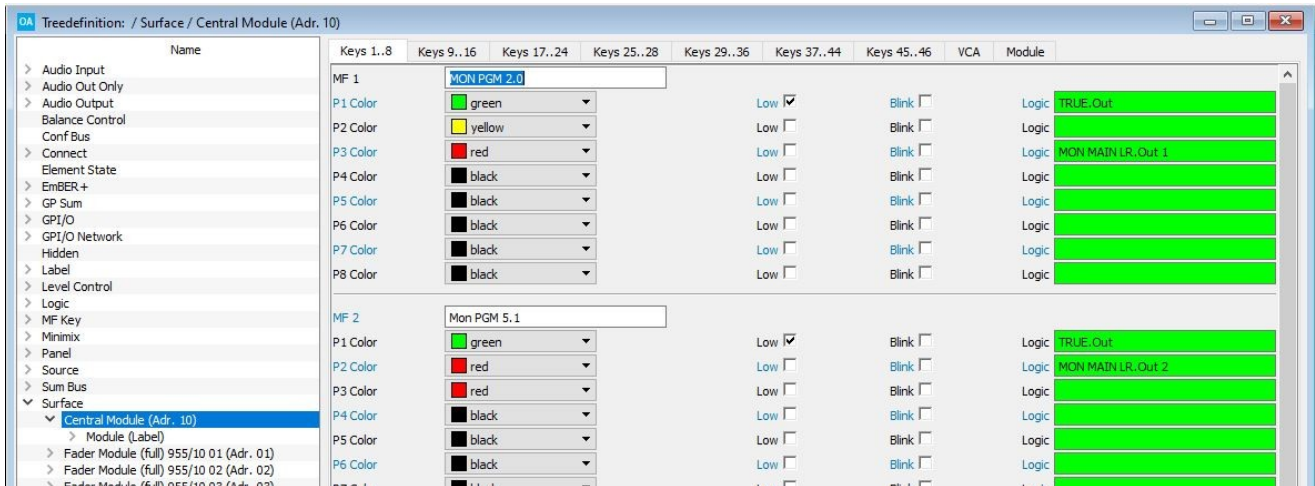 OA Treedefinition: / Surface / Central Module (Adr. 10)
Name
Audio Input
Audio Out Only
Audio Output
Balance Control
Conf Bus
Connect
Element State
EmBER+
GP Sum
GPI/O
GPI/O Network
Hidden
Label
Level Control
Logic
MF Key
Minimix
Panel
Source
Sum Bus
Surface
Central Module (Adr. 10)
Module (Label)
Fader Module (full) 955/10 01 (Adr. 01)
Fader Module (full) 955/10 02 (Adr. 02)
Fader Module (full) 955/10 03 (Adr. 03)
Keys 1..8 Keys 9..16 Keys 17..24 Keys 25..28 Keys 29..36 Keys 37..44 Keys 45..46 VCA Module
MF 1 MON PGM 2.0
P1 Color green Low Blink Logic TRUE.Out
P2 Color yellow Low Blink Logic
P3 Color red Low Blink Logic MON MAIN LR.Out 1
P4 Color black Low Blink Logic
P5 Color black Low Blink Logic
P6 Color black Low Blink Logic
P7 Color black Low Blink Logic
P8 Color black Low Blink Logic
MF 2 Mon PGM 5.1
P1 Color green Low Blink Logic TRUE.Out
P2 Color red Low Blink Logic MON MAIN LR.Out 2
P3 Color red Low Blink Logic
P4 Color black Low Blink Logic
P5 Color black Low Blink Logic
P6 Color black Low Blink Logic